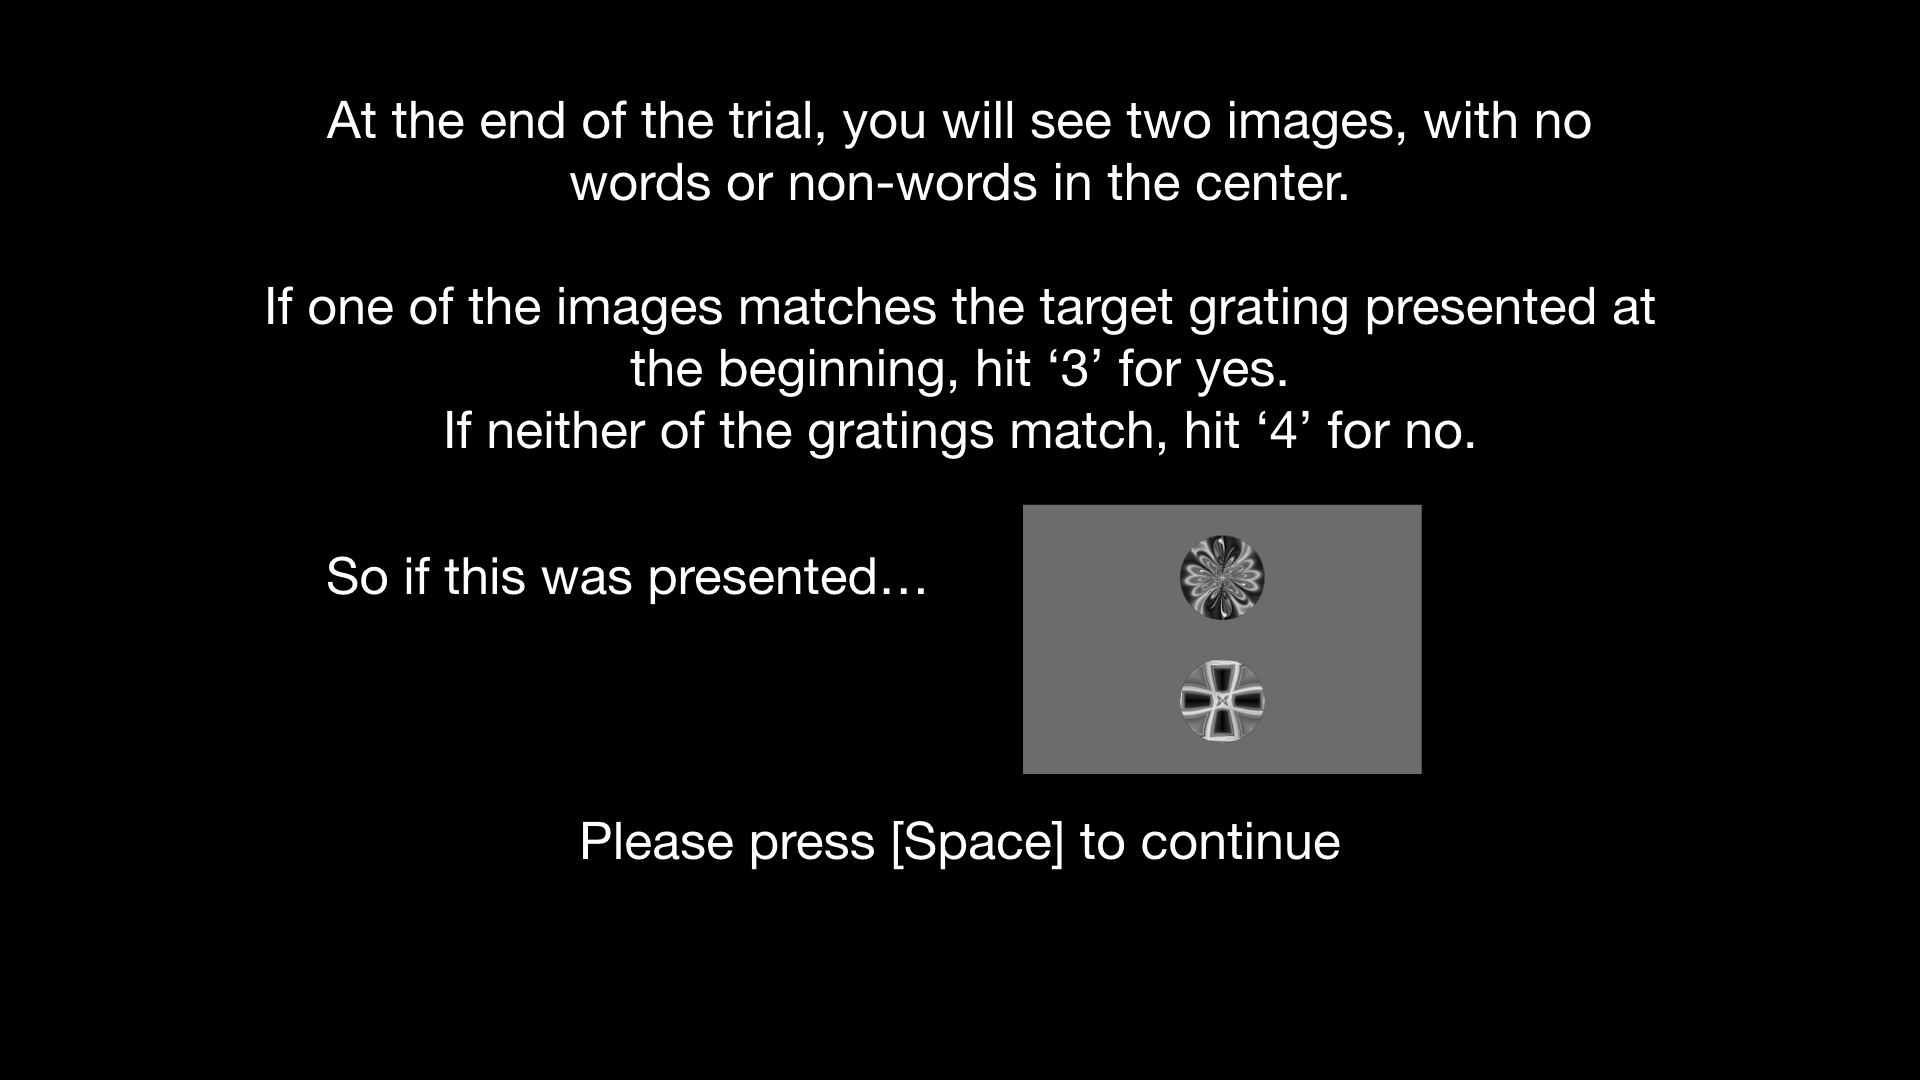 At the end of the trial, you will see two images, with no
words or non-words in the center.
If one of the images matches the target grating presented at
the beginning, hit ‘3’ for yes.
If neither of the gratings match, hit ‘4’ for no.
So if this was presented…
Please press [Space] to continue